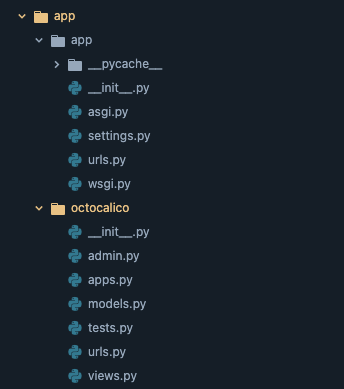 app
app
__pycache__
__init__.py
asgi.py
settings.py
urls.py
wsgi.py
octocalico
__init__.py
admin.py
apps.py
models.py
tests.py
urls.py
views.py